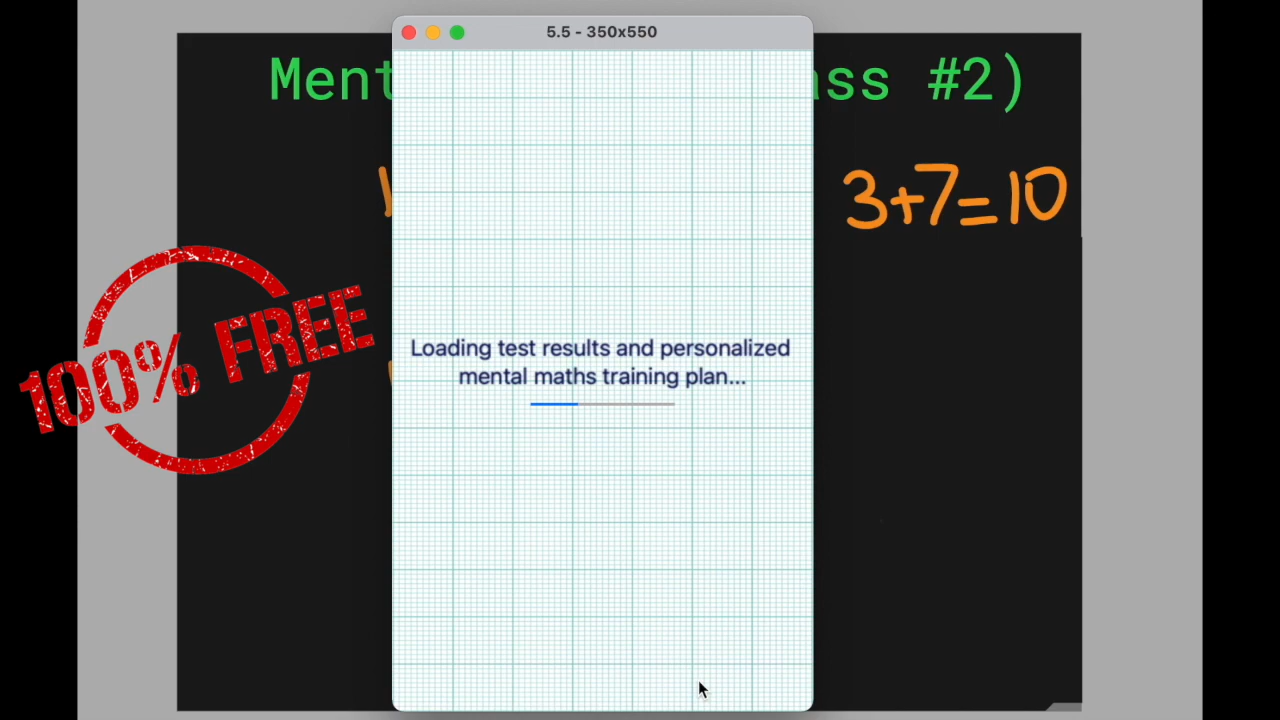 5.5 - 350x550
Ment ss #2)
3+7=10
100% FREE
Loading test results and personalized
mental maths training plan...